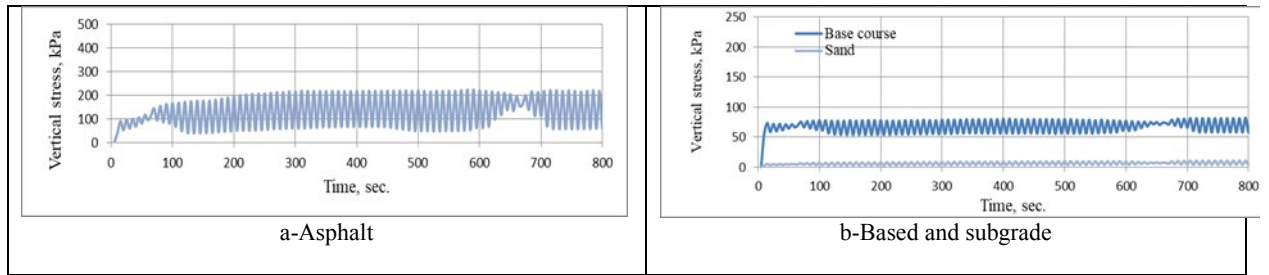 Vertical stress, kPa
500
400
300
200
100
0
0 100 200 300 400 500 600 700 800
Time, sec.
a-Asphalt
Vertical stress, kPa
250
200
150
100
50
0
Base course
Sand
0 100 200 300 400 500 600 700 800
Time, sec.
b-Based and subgrade